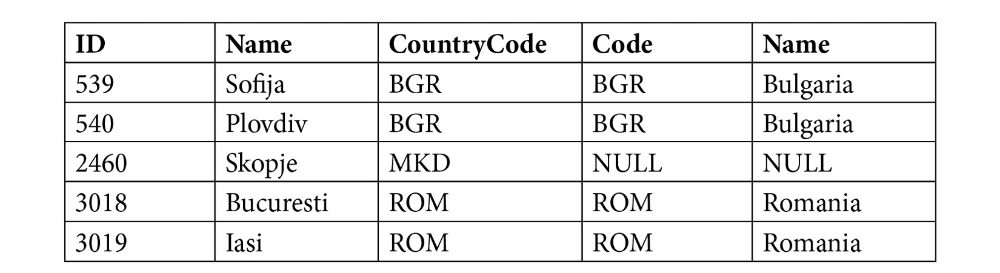 ID Name CountryCode Code Name
539 Sofija BGR BGR Bulgaria
540 Plovdiv BGR BGR Bulgaria
2460 Skopje MKD NULL NULL
3018 Bucuresti ROM ROM Romania
3019 Iasi ROM ROM Romania